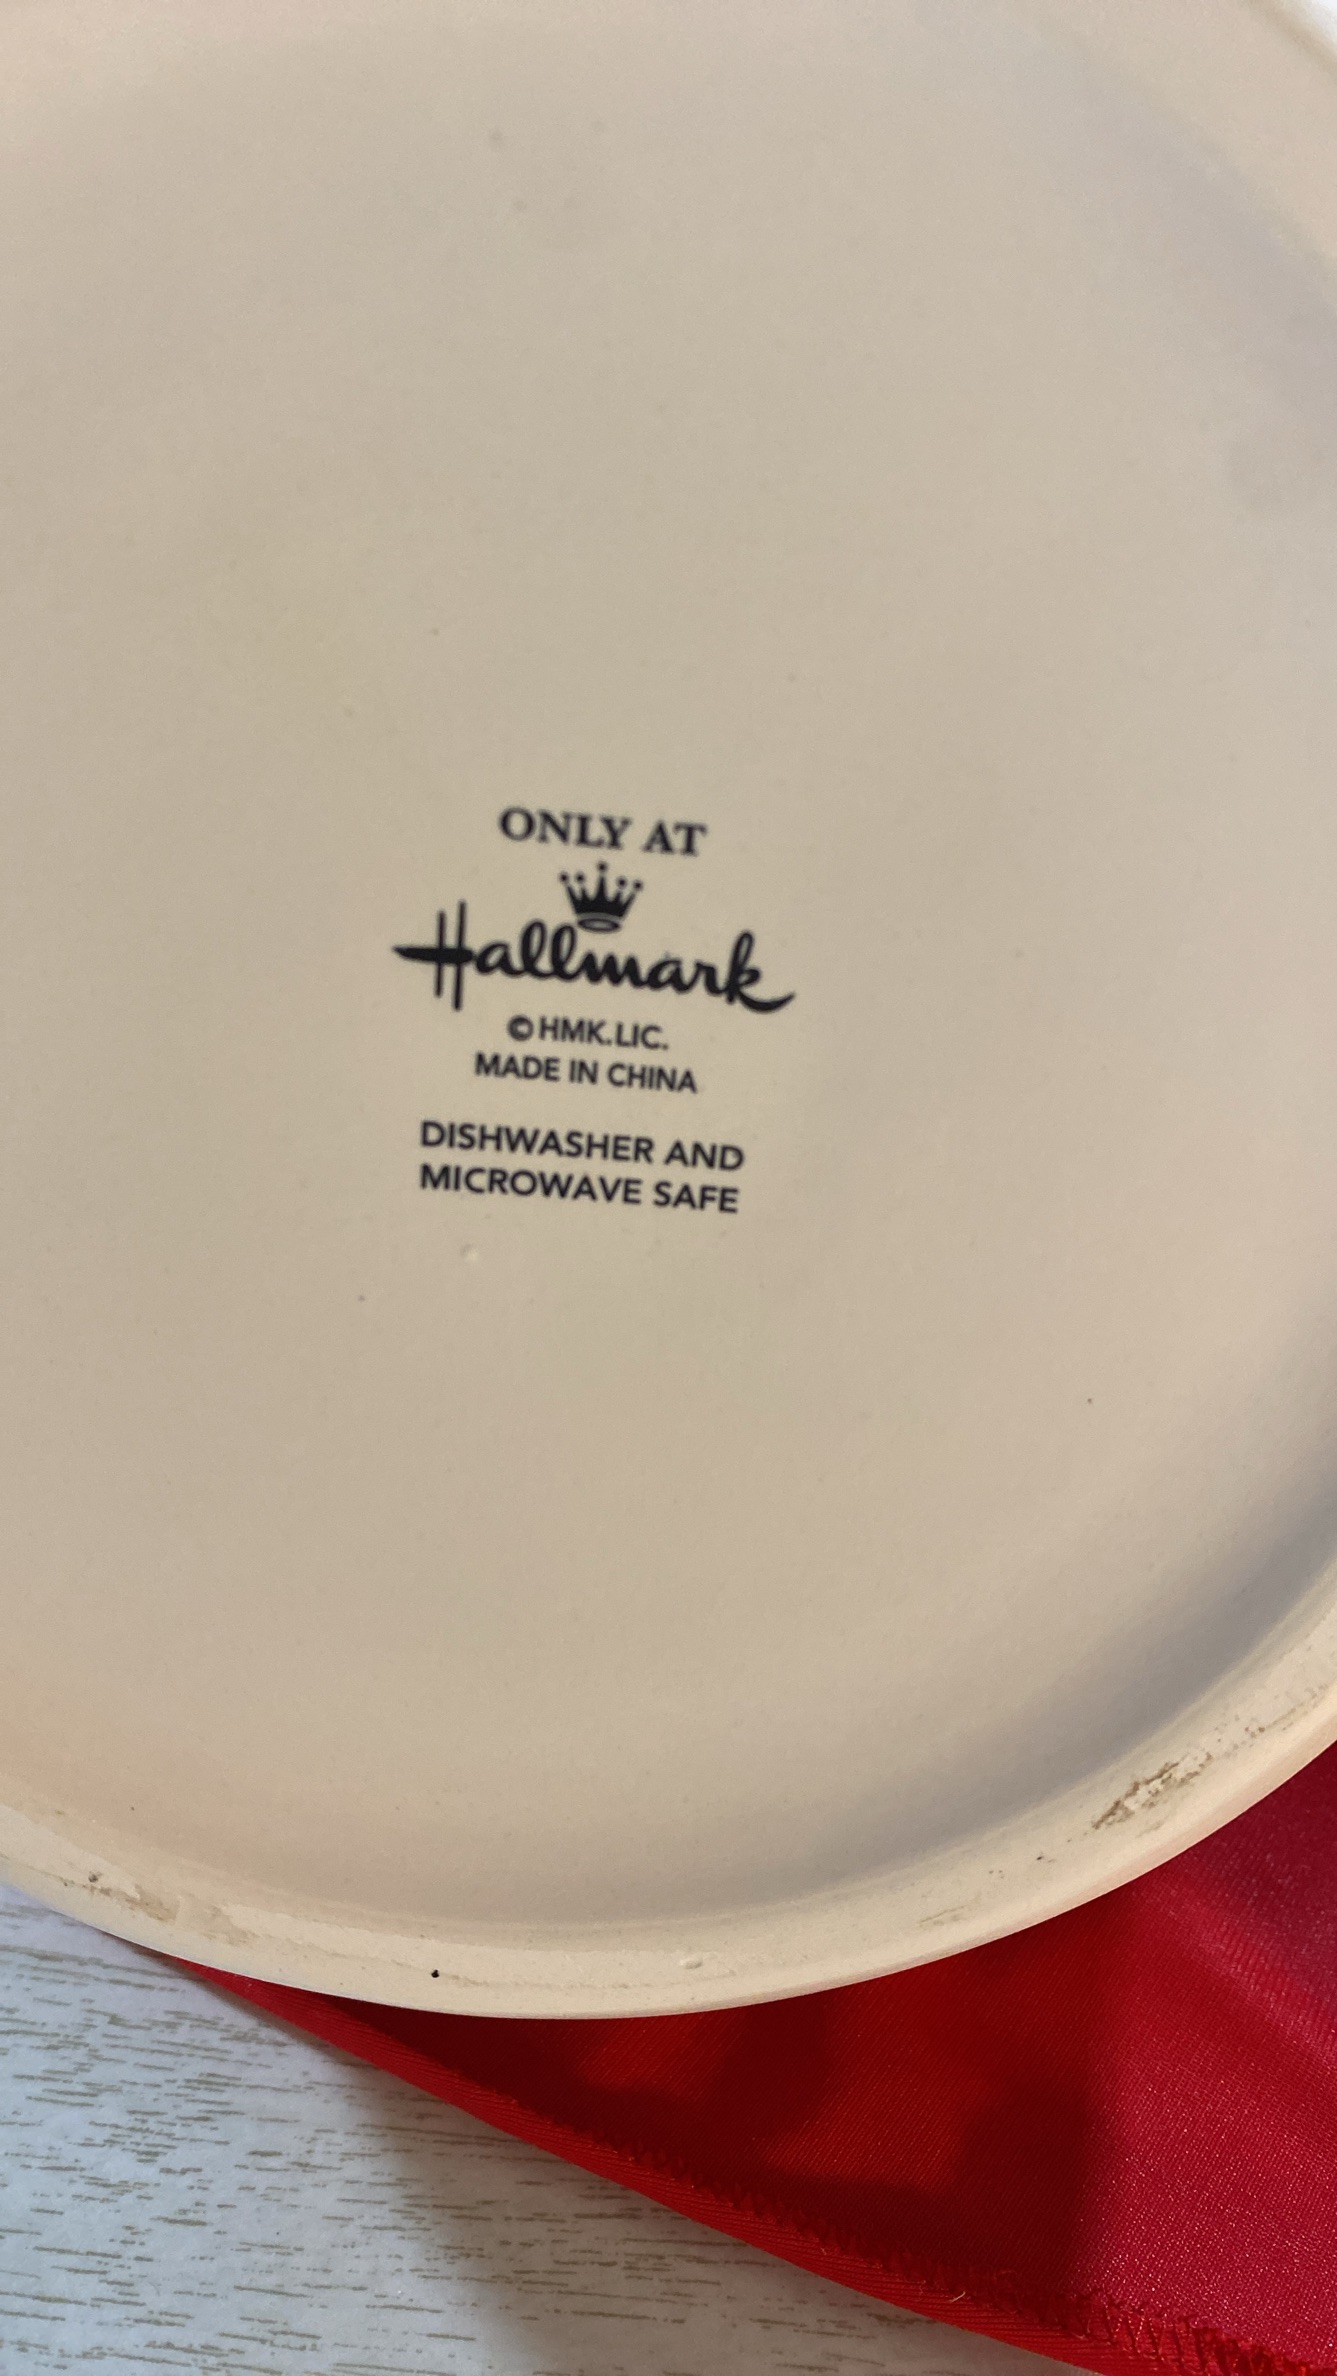 ONLY AT
Hallmark
©HMK.LIC.
MADE IN CHINA
DISHWASHER AND
MICROWAVE SAFE